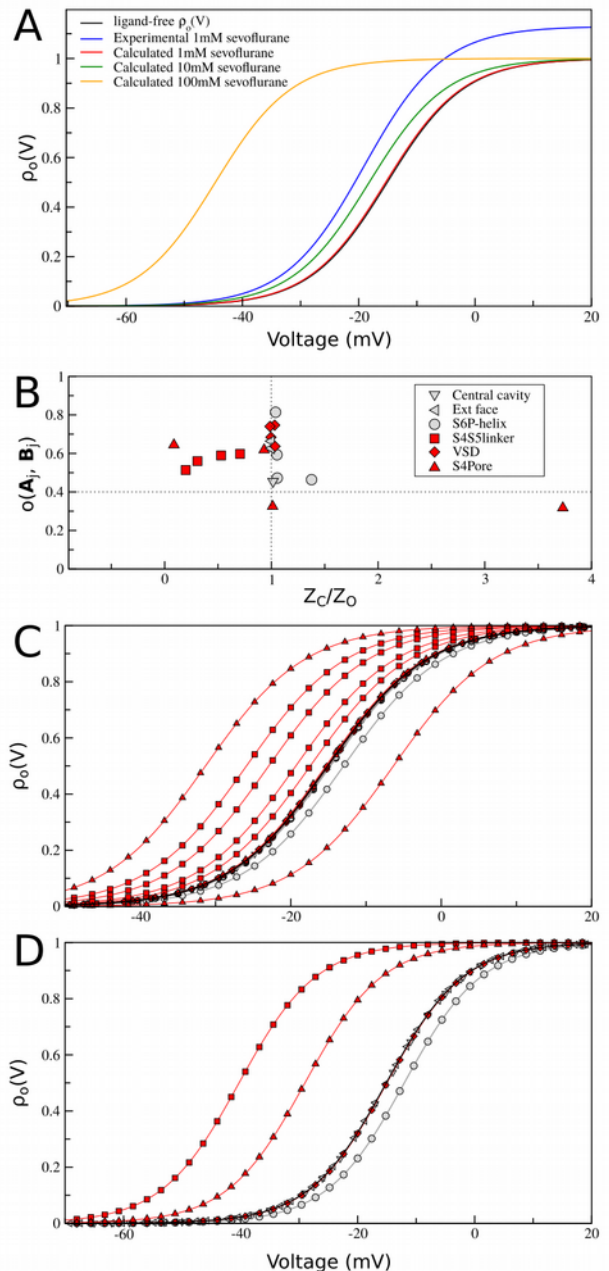 A
ligand-free ρo(V)
Experimental 1mM sevoflurane
Calculated 1mM sevoflurane
Calculated 10mM sevoflurane
Calculated 100mM sevoflurane
ρo(V)
1
0.8
0.6
0.4
0.2
0
-60 -40 -20 0 20
Voltage (mV)
B
o(Aj, Bj)
1
0.8
0.6
0.4
0.2
0
Central cavity
Ext face
S6P-helix
S4S5linker
VSD
S4Pore
0 1 2 3 4
ZC/ZO
C
ρo(V)
1
0.8
0.6
0.4
0.2
0
-40 -20 0 20
D
ρo(V)
1
0.8
0.6
0.4
0.2
0
-60 -40 -20 0 20
Voltage (mV)